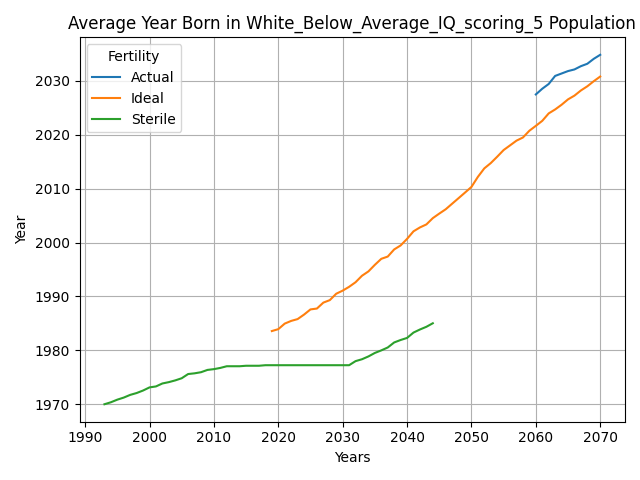 Average Year Born in White_Below_Average_IQ_scoring_5 Population
Fertility
Actual
Ideal
Sterile
Year
2030
2020
2010
2000
1990
1980
1970
1990 2000 2010 2020 2030 2040 2050 2060 2070
Years